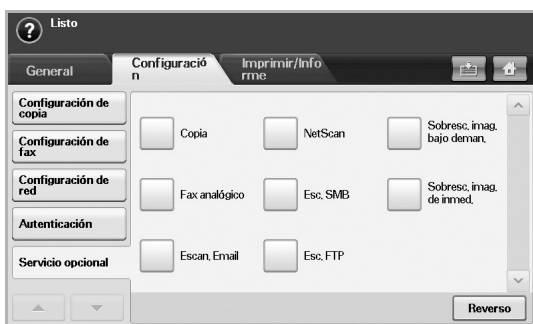 Listo
General
Configuració
n
Imprimir/Info
rme
Configuración de
copia
Configuración de
fax
Configuración de
red
Autenticación
Servicio opcional
Copia
NetScan
Sobresc. imag.
bajo deman.
Fax analógico
Esc. SMB
Sobresc. imag.
de inmed.
Escan. Email
Esc. FTP
Reverso